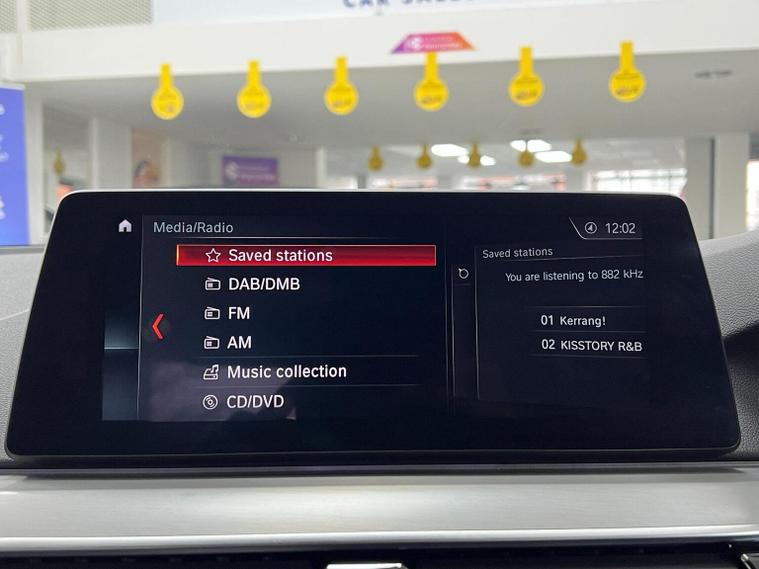 Media/Radio
12:02
Saved stations
DAB/DMB
FM
AM
Music collection
CD/DVD
Saved stations
You are listening to 882 kHz
01 Kerrang!
02 KISSTORY R&B